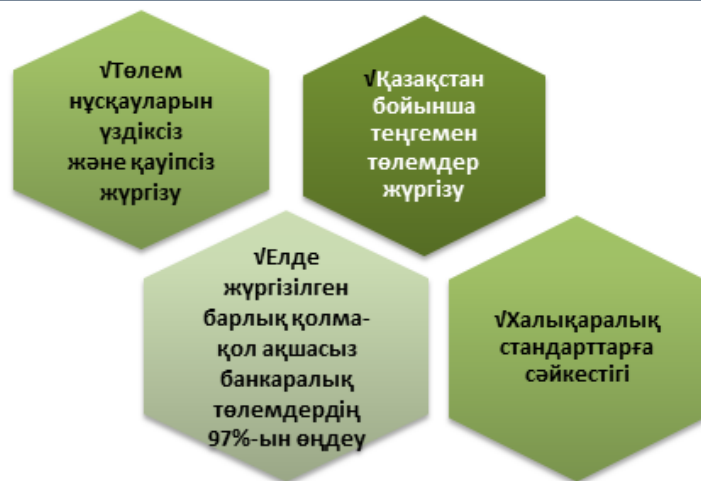 √Төлем
нұсқауларын
үздіксіз
және қауіпсіз
жүргізу
√Қазақстан
бойынша
теңгемен
төлемдер
жүргізу
√Елде
жүргізілген
барлық қолма-
қол ақшасыз
банкаралық
төлемдердің
97%-ын өңдеу
√Халықаралық
стандарттарға
сәйкестігі